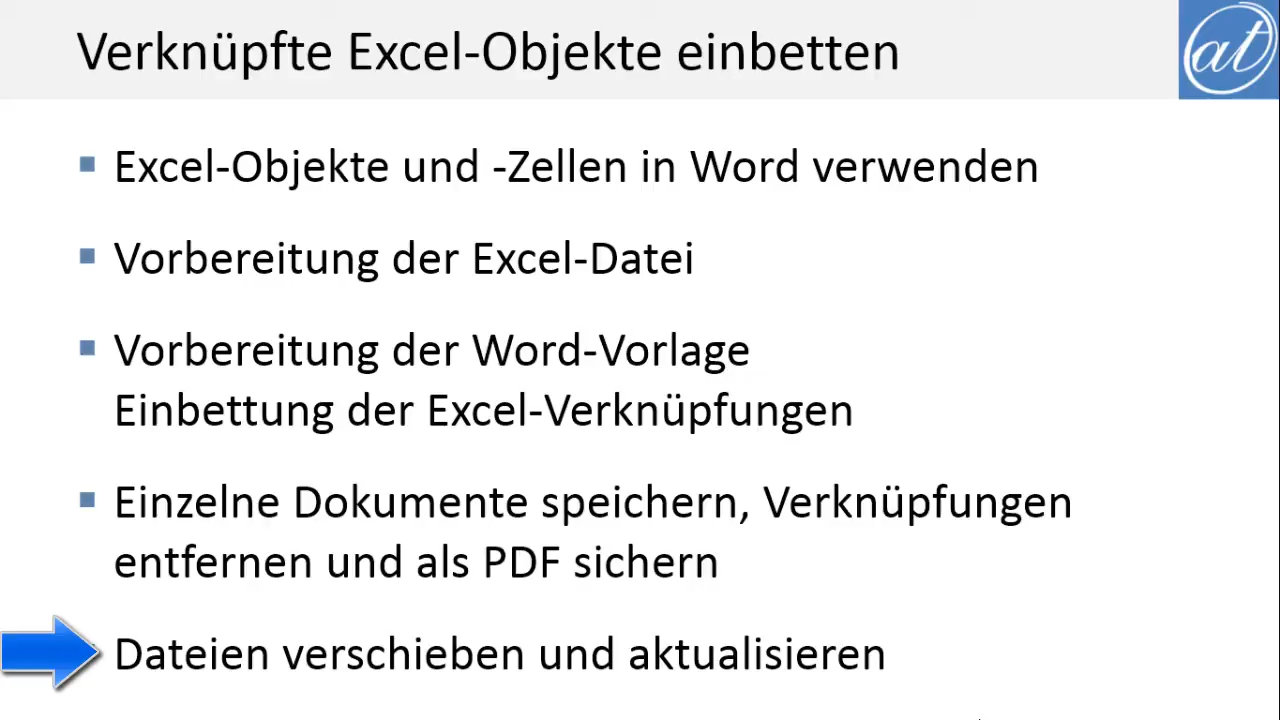 Verknüpfte Excel-Objekte einbetten
at
Excel-Objekte und -Zellen in Word verwenden
Vorbereitung der Excel-Datei
Vorbereitung der Word-Vorlage
Einbettung der Excel-Verknüpfungen
Einzelne Dokumente speichern, Verknüpfungen
entfernen und als PDF sichern
Dateien verschieben und aktualisieren